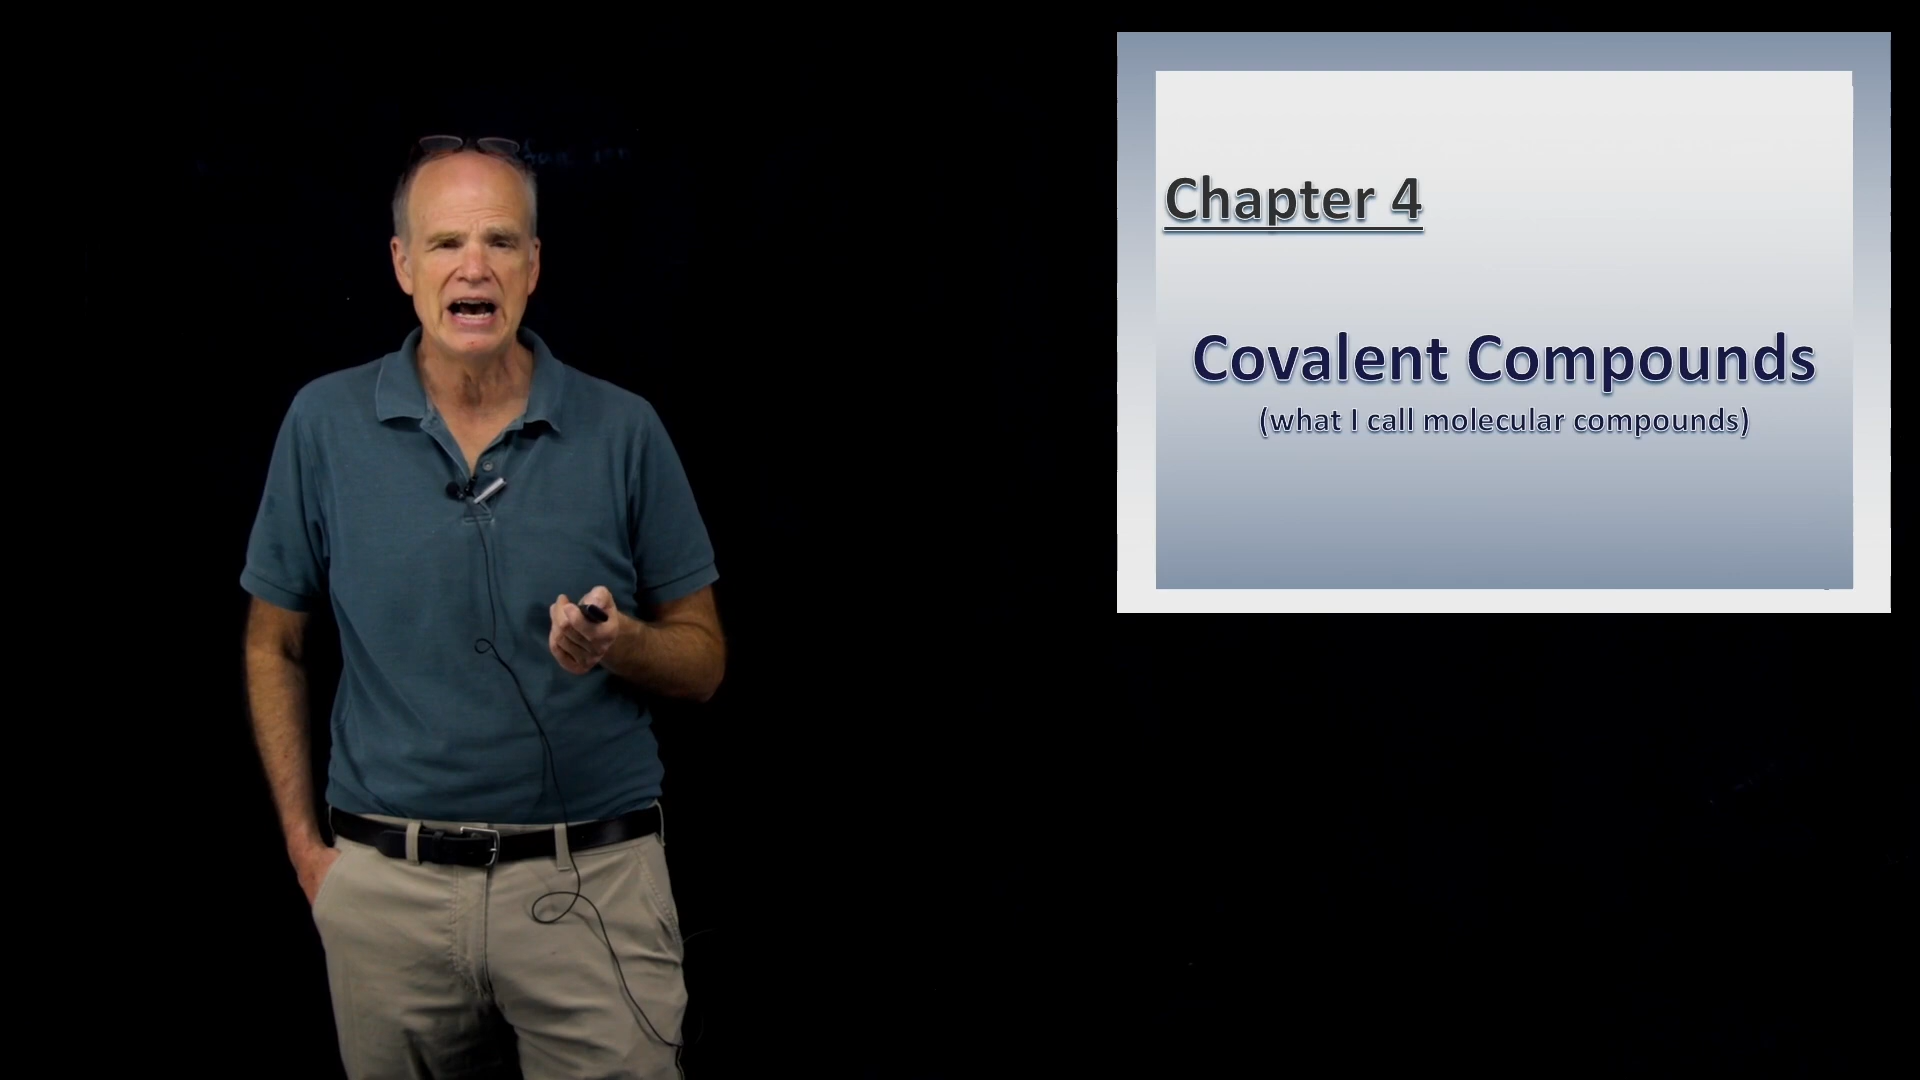 Chapter 4
Covalent Compounds
(what I call molecular compounds)